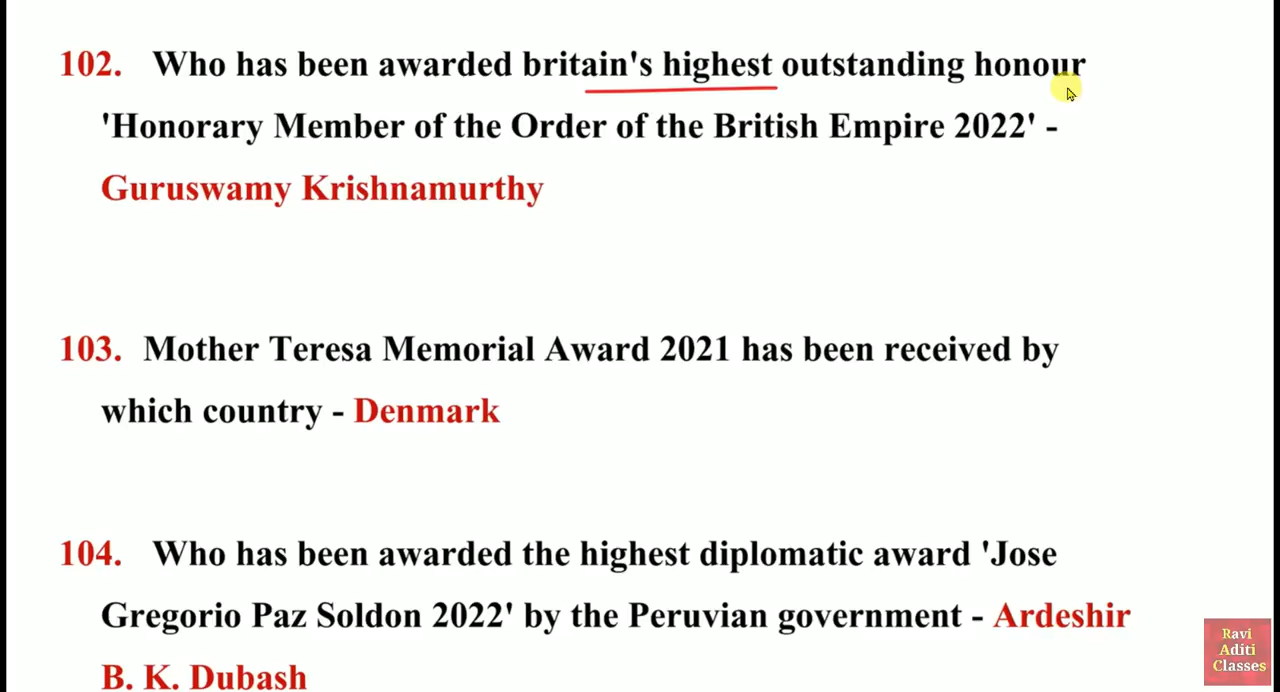 102. Who has been awarded britain's highest outstanding honour
'Honorary Member of the Order of the British Empire 2022' -
Guruswamy Krishnamurthy
103. Mother Teresa Memorial Award 2021 has been received by
which country - Denmark
104. Who has been awarded the highest diplomatic award 'Jose
Gregorio Paz Soldon 2022' by the Peruvian government - Ardeshir
B. K. Dubash
Ravi
Aditi
Classes